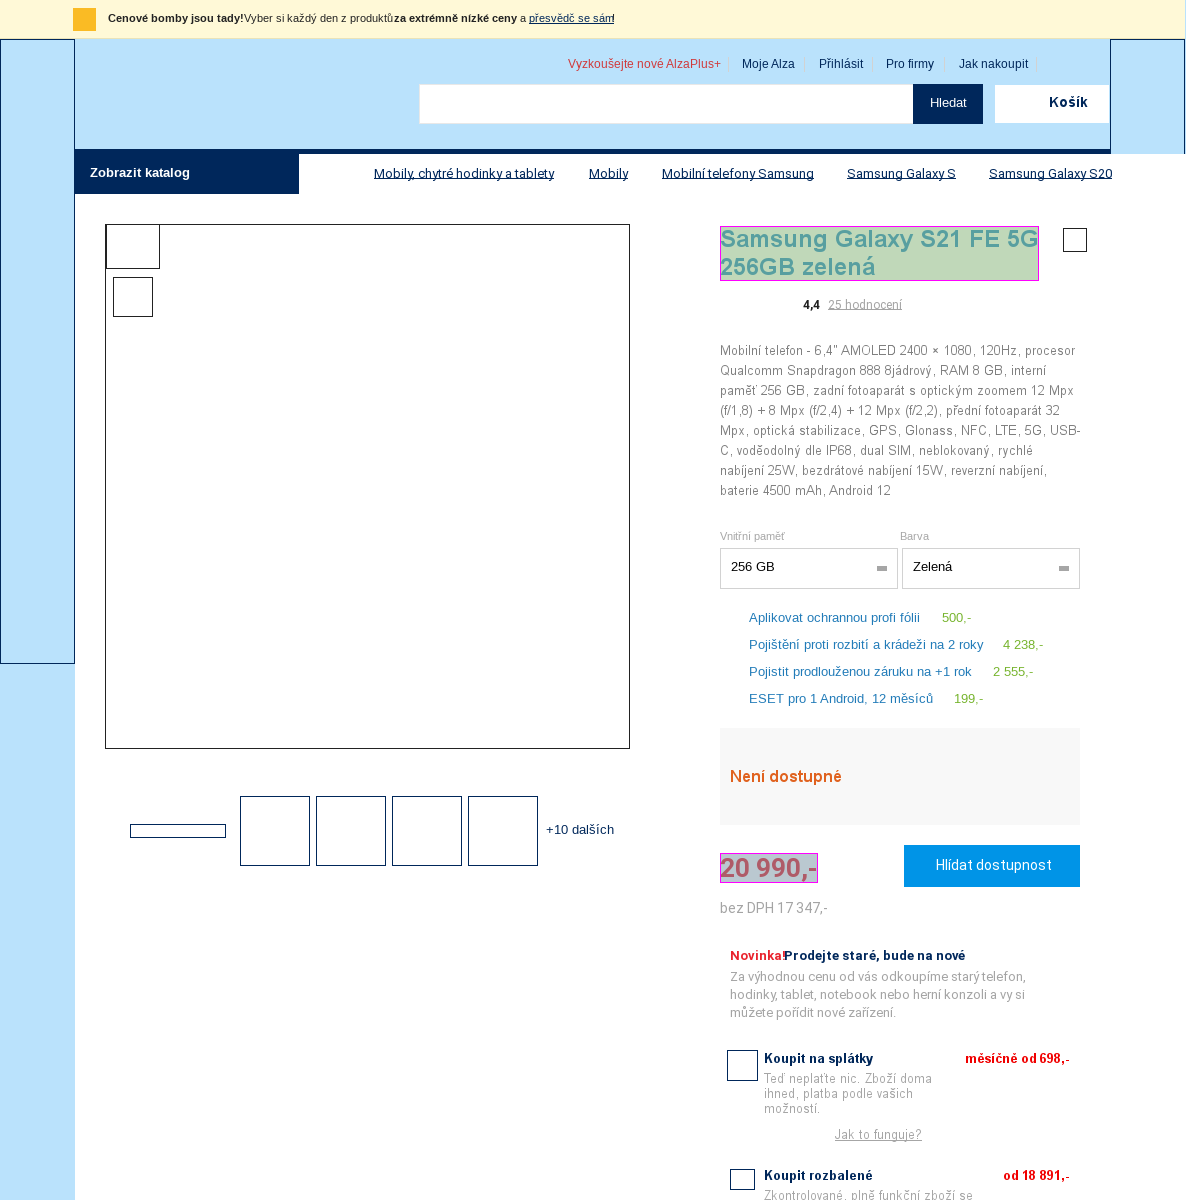 Cenové bomby jsou tady! Vyber si každý den z produktů za extrémně nízké ceny a přesvědč se sám!
Vyzkoušejte nové AlzaPlus+ Moje Alza Přihlásit Pro firmy Jak nakoupit
Hledat Košík
Zobrazit katalog Mobily, chytré hodinky a tablety Mobily Mobilní telefony Samsung Samsung Galaxy S Samsung Galaxy S20
Samsung Galaxy S21 FE 5G
256GB zelená
4,4 25 hodnocení
Mobilní telefon - 6,4" AMOLED 2400 × 1080, 120Hz, procesor
Qualcomm Snapdragon 888 8jádrový, RAM 8 GB, interní
paměť 256 GB, zadní fotoaparát s optickým zoomem 12 Mpx
(f/1,8) + 8 Mpx (f/2,4) + 12 Mpx (f/2,2), přední fotoaparát 32
Mpx, optická stabilizace, GPS, Glonass, NFC, LTE, 5G, USB-
C, voděodolný dle IP68, dual SIM, neblokovaný, rychlé
nabíjení 25W, bezdrátové nabíjení 15W, reverzní nabíjení,
baterie 4500 mAh, Android 12
Vnitřní paměť Barva
256 GB Zelená
Aplikovat ochrannou profi fólii 500,-
Pojištění proti rozbití a krádeži na 2 roky 4 238,-
Pojistit prodlouženou záruku na +1 rok 2 555,-
ESET pro 1 Android, 12 měsíců 199,-
Není dostupné
+10 dalších
20 990,- Hlídat dostupnost
bez DPH 17 347,-
Novinka! Prodejte staré, bude na nové
Za výhodnou cenu od vás odkoupíme starý telefon,
hodinky, tablet, notebook nebo herní konzoli a vy si
můžete pořídit nové zařízení.
Koupit na splátky měsíčně od 698,-
Teď neplaťte nic. Zboží doma
ihned, platba podle vašich
možností.
Jak to funguje?
Koupit rozbalené od 18 891,-
Zkontrolované, plně funkční zboží se